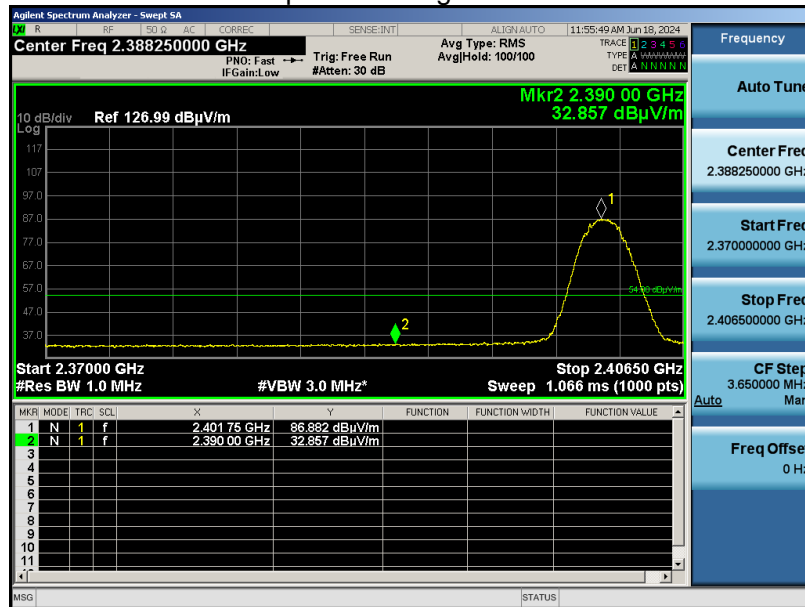 Agilent Spectrum Analyzer - Swept SA
R RF 50 Ω AC CORREC SENSE:INT ALIGN AUTO 11:55:49 AM Jun 18, 2024
Center Freq 2.388250000 GHz
PNO: Fast
IFGain:Low
Trig: Free Run
#Atten: 30 dB
Avg Type: RMS
Avg|Hold: 100/100
TRACE 1 2 3 4 5 6
TYPE A WWWWW
DET A N N N N N
Mkr2 2.390 00 GHz
32.857 dBµV/m
10 dB/div Ref 126.99 dBµV/m
Log
117
107
97.0
87.0
77.0
67.0
57.0
47.0
37.0
1
2
54.00 dBµV/m
Start 2.37000 GHz Stop 2.40650 GHz
#Res BW 1.0 MHz #VBW 3.0 MHz* Sweep 1.066 ms (1000 pts)
MKR MODE TRC SCL X Y FUNCTION FUNCTION WIDTH FUNCTION VALUE
1 N 1 f 2.401 75 GHz 86.882 dBµV/m
2 N 1 f 2.390 00 GHz 32.857 dBµV/m
3
4
5
6
7
8
9
10
11
MSG STATUS
Frequency
Auto Tune
Center Freq
2.388250000 GHz
Start Freq
2.370000000 GHz
Stop Freq
2.406500000 GHz
CF Step
3.650000 MHz
Auto Man
Freq Offset
0 Hz